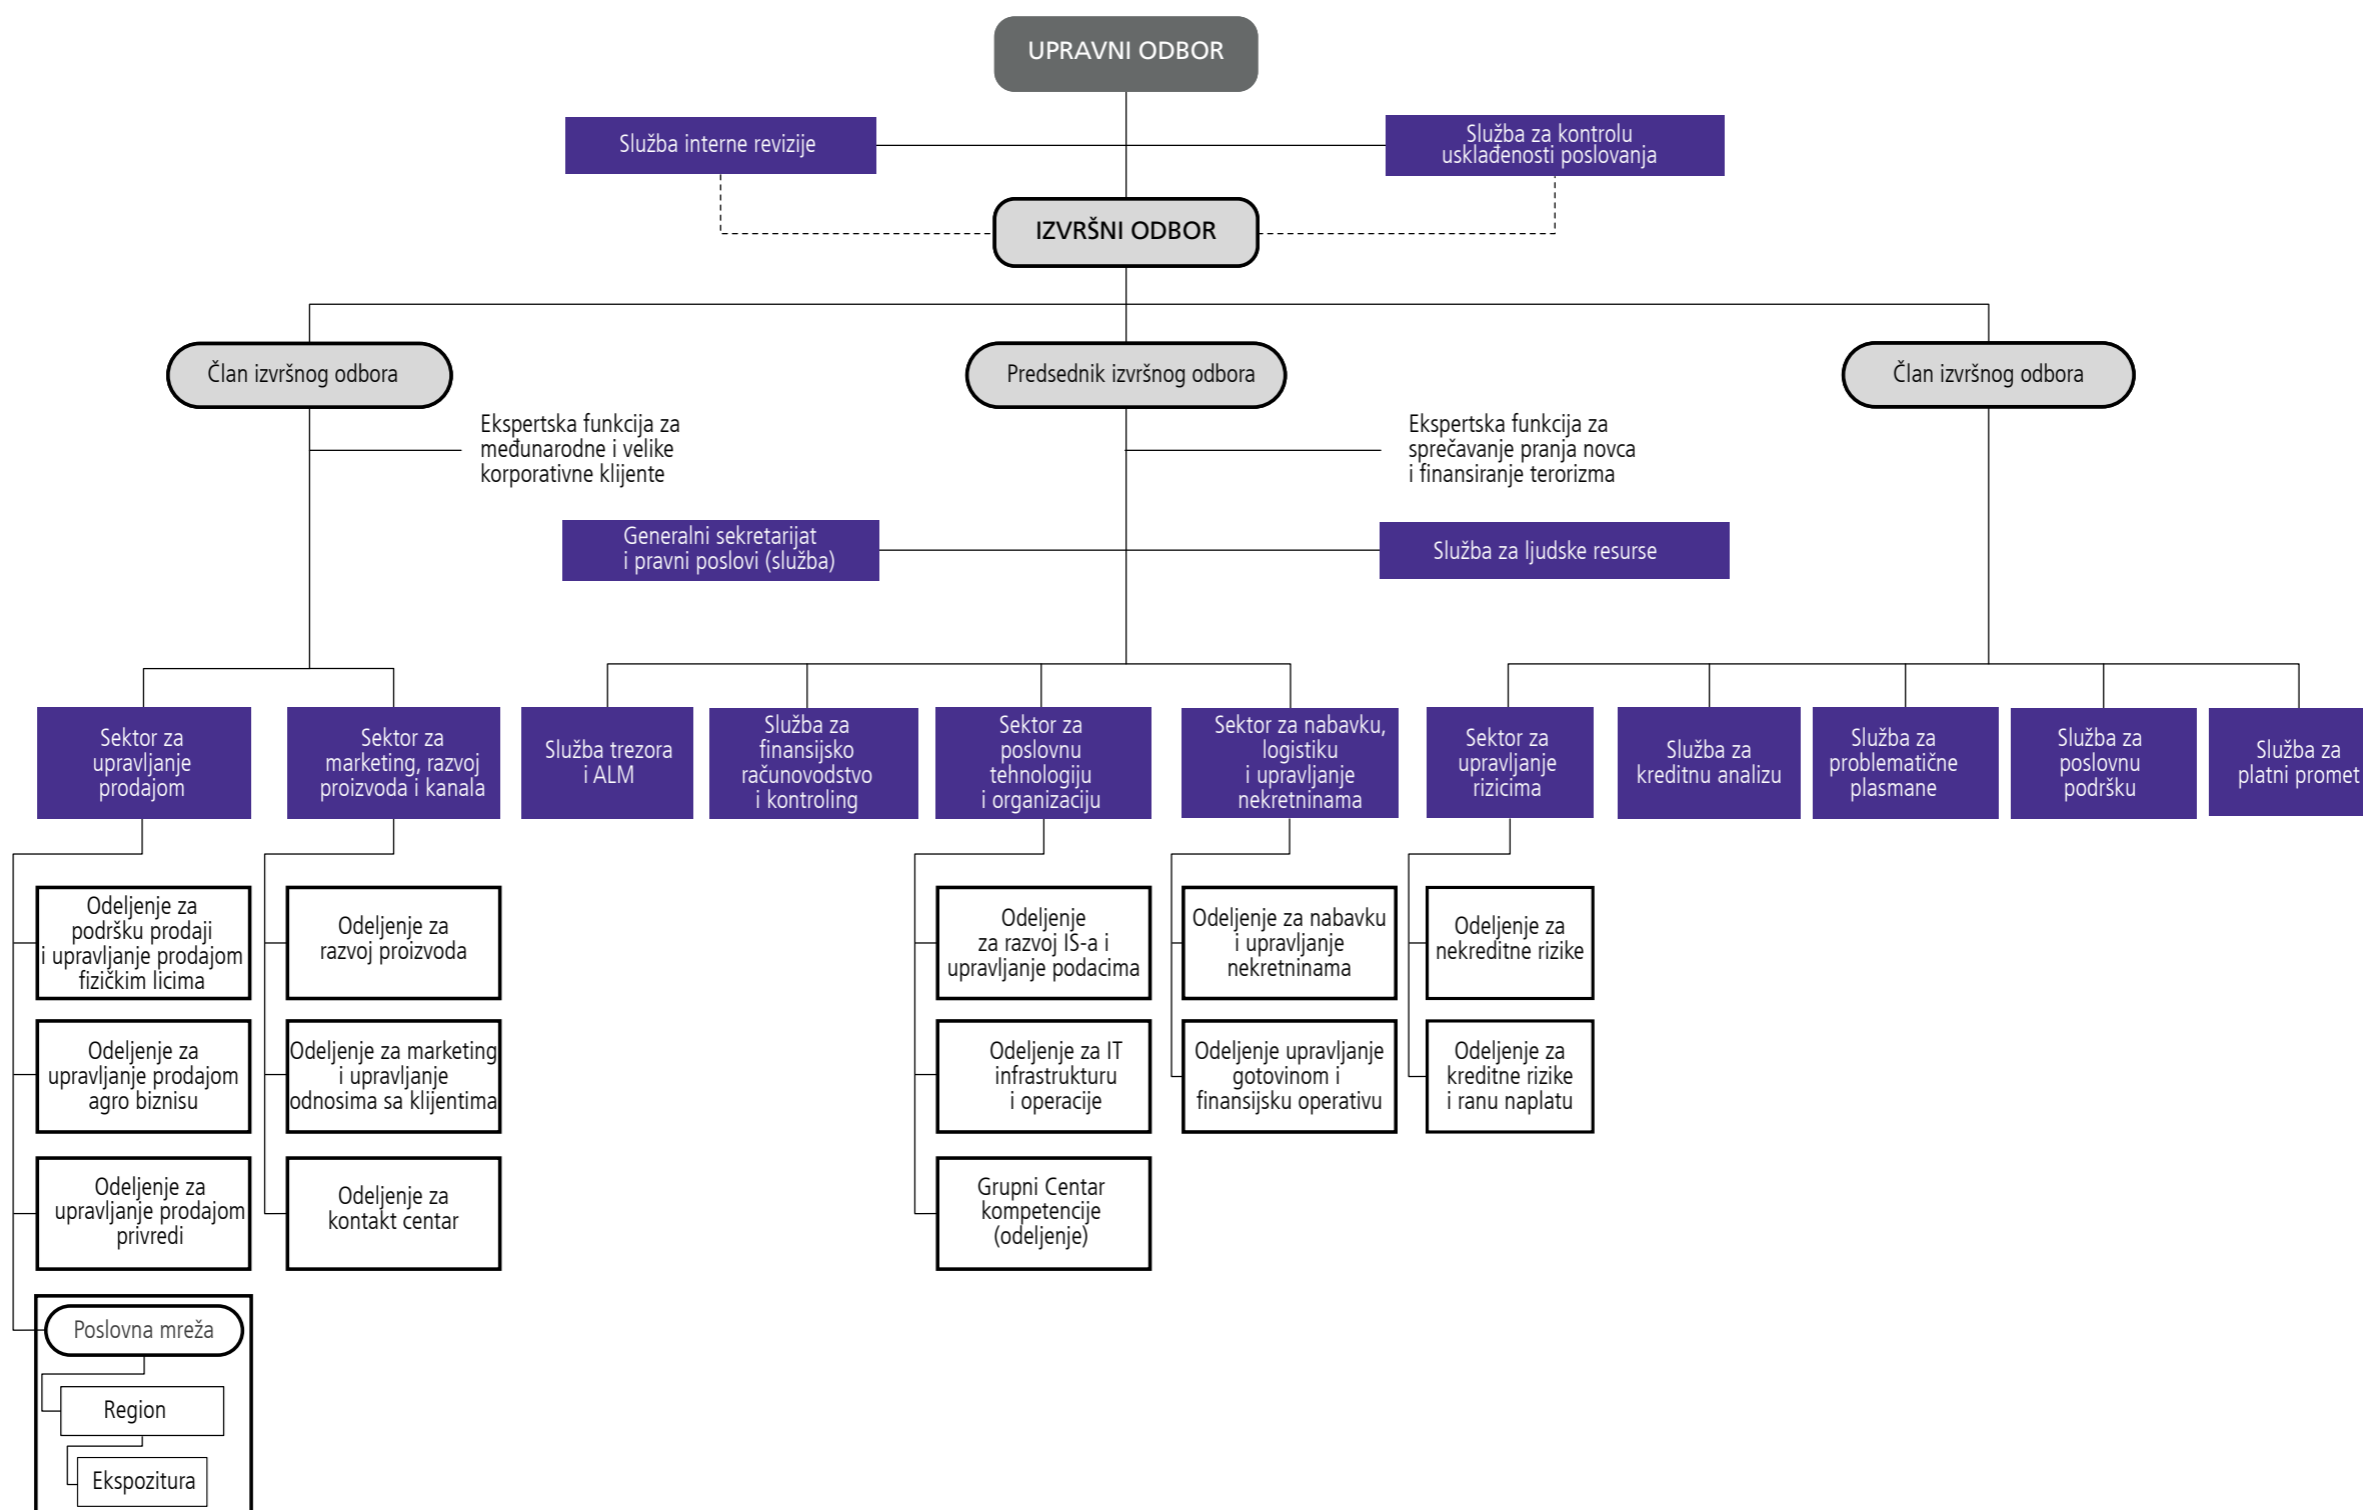 UPRAVNI ODBOR
Služba interne revizije
Služba za kontrolu
usklađenosti poslovanja
IZVRŠNI ODBOR
Član izvršnog odbora
Predsednik izvršnog odbora
Član izvršnog odbora
Ekspertska funkcija za
međunarodne i velike
korporativne klijente
Ekspertska funkcija za
sprečavanje pranja novca
i finansiranje terorizma
Generalni sekretarijat
i pravni poslovi (služba)
Služba za ljudske resurse
Sektor za
upravljanje
prodajom
Sektor za
marketing, razvoj
proizvoda i kanala
Služba trezora
i ALM
Služba za
finansijsko
računovodstvo
i kontroling
Sektor za
poslovnu
tehnologiju
i organizaciju
Sektor za nabavku,
logistiku
i upravljanje
nekretninama
Sektor za
upravljanje
rizicima
Služba za
kreditnu analizu
Služba za
problematične
plasmane
Služba za
poslovnu
podršku
Služba za
platni promet
Odeljenje za
podršku prodaji
i upravljanje prodajom
fizičkim licima
Odeljenje za
razvoj proizvoda
Odeljenje
za razvoj IS-a i
upravljanje podacima
Odeljenje za nabavku
i upravljanje
nekretninama
Odeljenje za
nekreditne rizike
Odeljenje za
upravljanje prodajom
agro biznisu
Odeljenje za marketing
i upravljanje
odnosima sa klijentima
Odeljenje za IT
infrastrukturu
i operacije
Odeljenje upravljanje
gotovinom i
finansijsku operativu
Odeljenje za
kreditne rizike
i ranu naplatu
Odeljenje za
upravljanje prodajom
privredi
Odeljenje za
kontakt centar
Grupni Centar
kompetencije
(odeljenje)
Poslovna mreža
Region
Ekspozitura